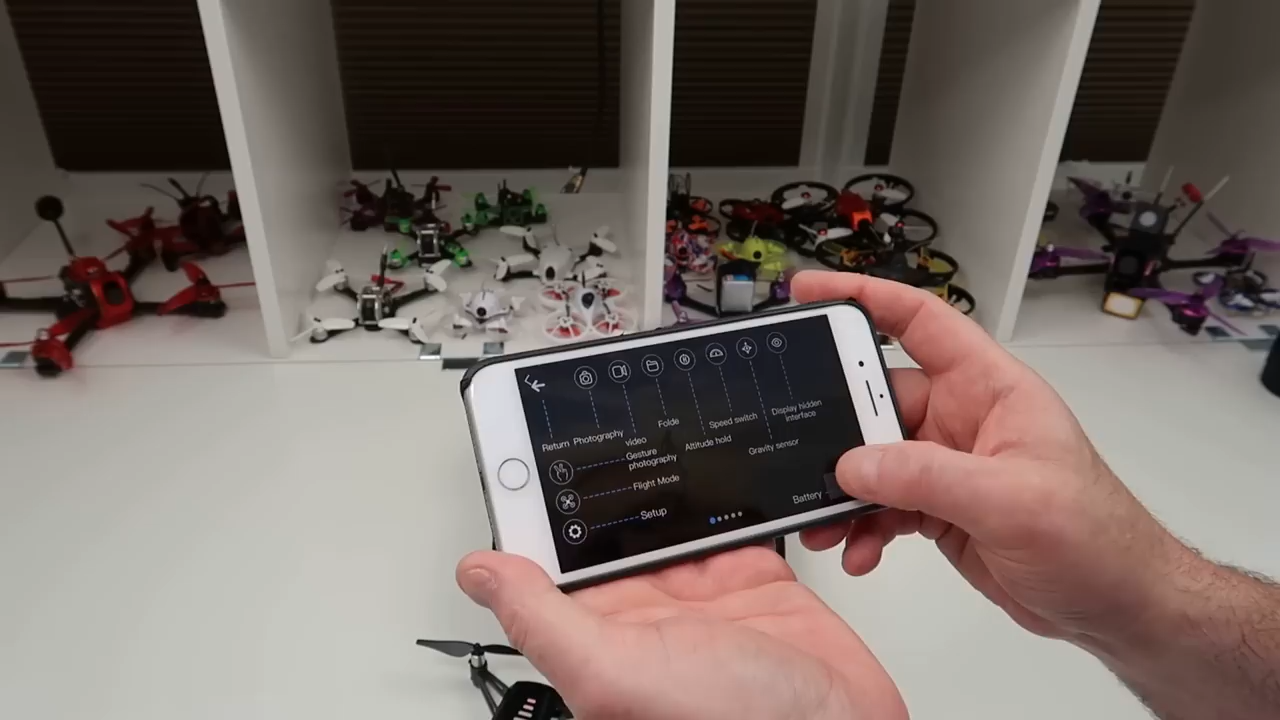 Return
Photography
video
Folde
Altitude hold
Speed switch
Gravity sensor
Display hidden
interface
Gesture
photography
Flight Mode
Setup
Battery